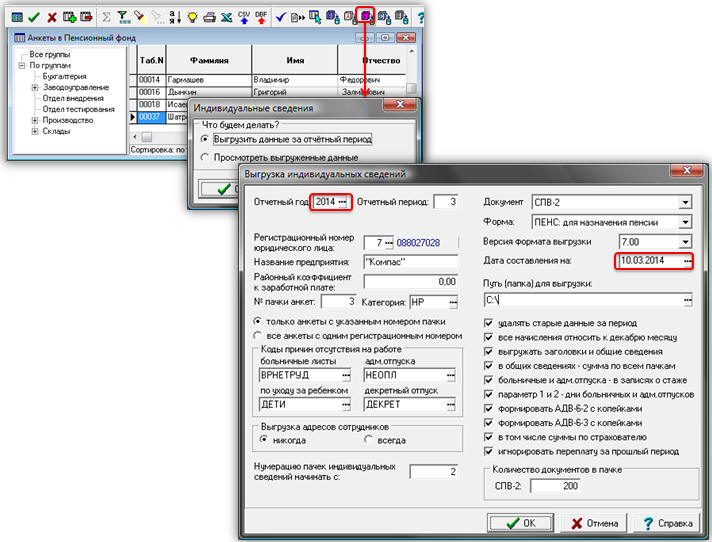 CSV DBF
Анкеты в Пенсионный фонд
Все группы
По группам
Бухгалтерия
Заводоуправление
Отдел внедрения
Отдел тестирования
Производство
Склады
Таб.N Фамилия Имя Отчество
00014 Гармашев Владимир Федорович
00016 Дынкин Григорий
00018
00037
Сортировка: по
Индивидуальные сведения
Что будем делать?
Выгрузить данные за отчётный период
Просмотреть выгруженные данные
Выгрузка индивидуальных сведений
Отчетный год 2014 Отчетный период: 3
Регистрационный номер
юридического лица: 7 088027028
Название предприятия: "Компас"
Районный коэффициент
к заработной плате: 0,00
№ пачки анкет: 3 Категория: НР
только анкеты с указанным номером пачки
все анкеты с одним регистрационным номером
Коды причин отсутствия на работе
больничные листы адм.отпуска
ВРНЕТРУД НЕОПЛ
по уходу за ребенком декретный отпуск
ДЕТИ ДЕКРЕТ
Выгрузка адресов сотрудников
никогда всегда
Нумерацию пачек индивидуальных
сведений начинать с: 2
Документ СПВ-2
Форма: ПЕНС: для назначения пенсии
Версия формата выгрузки 7.00
Дата составления на: 10.03.2014
Путь (папка) для выгрузки:
C:\
удалять старые данные за период
все начисления относить к декабрю месяцу
выгружать заголовки и общие сведения
в общих сведениях - сумма по всем пачкам
больничные и адм.отпуска - в записях о стаже
параметр 1 и 2 - дни больничных и адм.отпусков
формировать АДВ-6-2 с копейками
формировать АДВ-6-3 с копейками
в том числе суммы по страхователю
игнорировать переплату за прошлый период
Количество документов в пачке
СПВ-2: 200
OK Отмена Справка